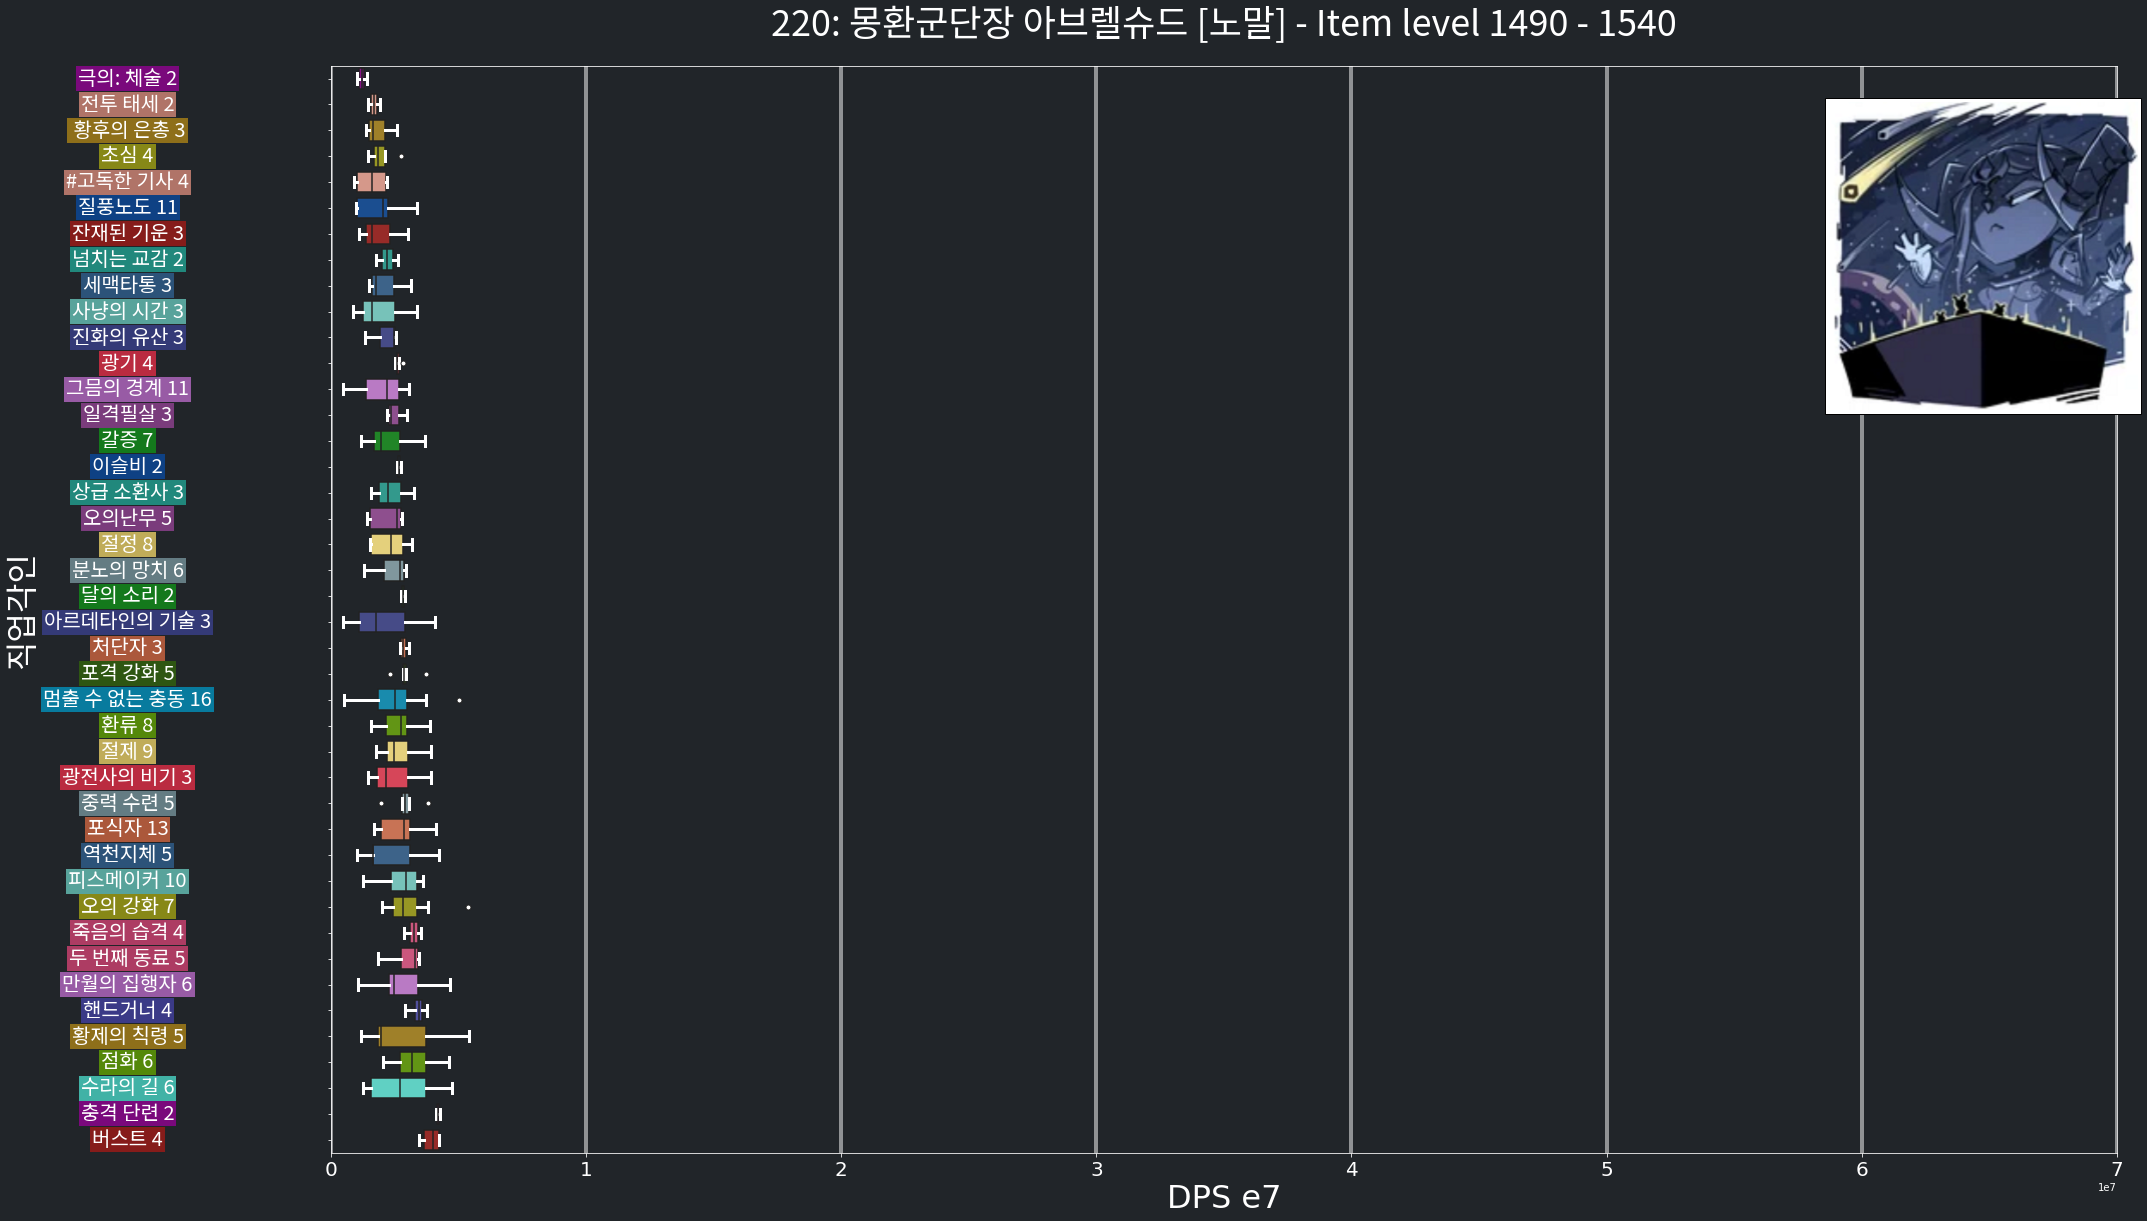 220: 몽환군단장 아브렐슈드 [노말] - Item level 1490 - 1540
직업각인
극의: 체술 2
전투 태세 2
황후의 은총 3
초심 4
#고독한 기사 4
질풍노도 11
잔재된 기운 3
넘치는 교감 2
세맥타통 3
사냥의 시간 3
진화의 유산 3
광기 4
그믐의 경계 11
일격필살 3
갈증 7
이슬비 2
상급 소환사 3
오의난무 5
절정 8
분노의 망치 6
달의 소리 2
아르데타인의 기술 3
처단자 3
포격 강화 5
멈출 수 없는 충동 16
환류 8
절제 9
광전사의 비기 3
중력 수련 5
포식자 13
역천지체 5
피스메이커 10
오의 강화 7
죽음의 습격 4
두 번째 동료 5
만월의 집행자 6
핸드거너 4
황제의 칙령 5
점화 6
수라의 길 6
충격 단련 2
버스트 4
0 1 2 3 4 5 6 7
1e7
DPS e7